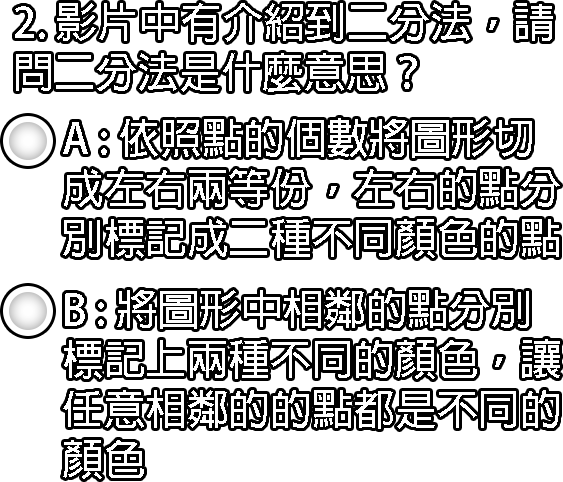 2. 影片中有介紹到二分法，請
問二分法是什麼意思？
A：依照點的個數將圖形切
成左右兩等份，左右的點分
別標記成二種不同顏色的點
B：將圖形中相鄰的點分別
標記上兩種不同的顏色，讓
任意相鄰的的點都是不同的
顏色